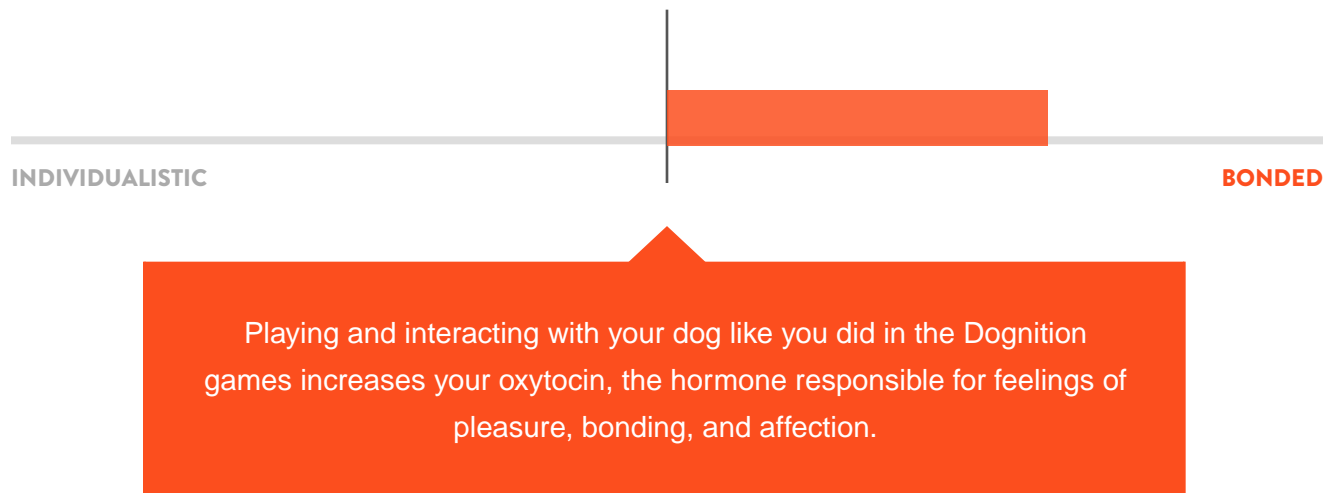 INDIVIDUALISTIC
BONDED
Playing and interacting with your dog like you did in the Dognition
games increases your oxytocin, the hormone responsible for feelings of
pleasure, bonding, and affection.